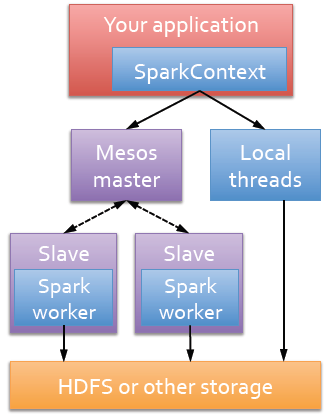 Your application
SparkContext
Mesos
master
Local
threads
Slave
Spark
worker
Slave
Spark
worker
HDFS or other storage